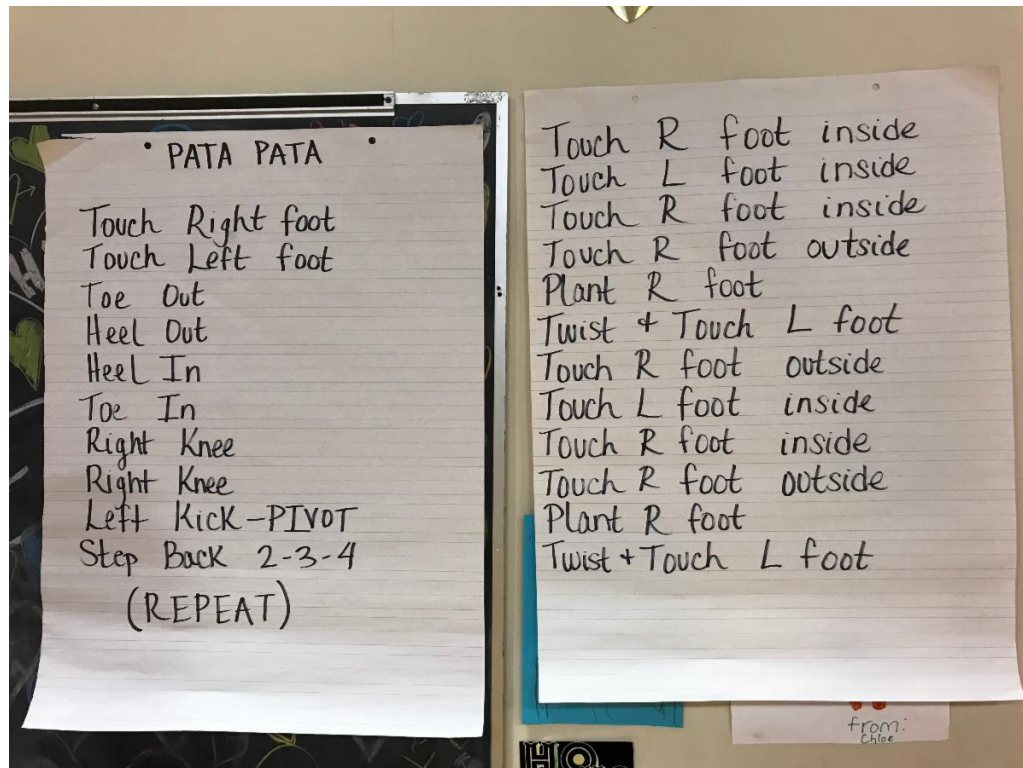 PATA PATA
Touch Right foot
Touch Left foot
Toe Out
Heel Out
Heel In
Toe In
Right Knee
Right Knee
Left Kick-PIVOT
Step Back 2-3-4
(REPEAT)
Touch R foot inside
Touch L foot inside
Touch R foot inside
Touch R foot outside
Plant R foot
Twist + Touch L foot
Touch R foot outside
Touch L foot inside
Touch R foot inside
Touch R foot outside
Plant R foot
Twist + Touch L foot
from:
Chloe